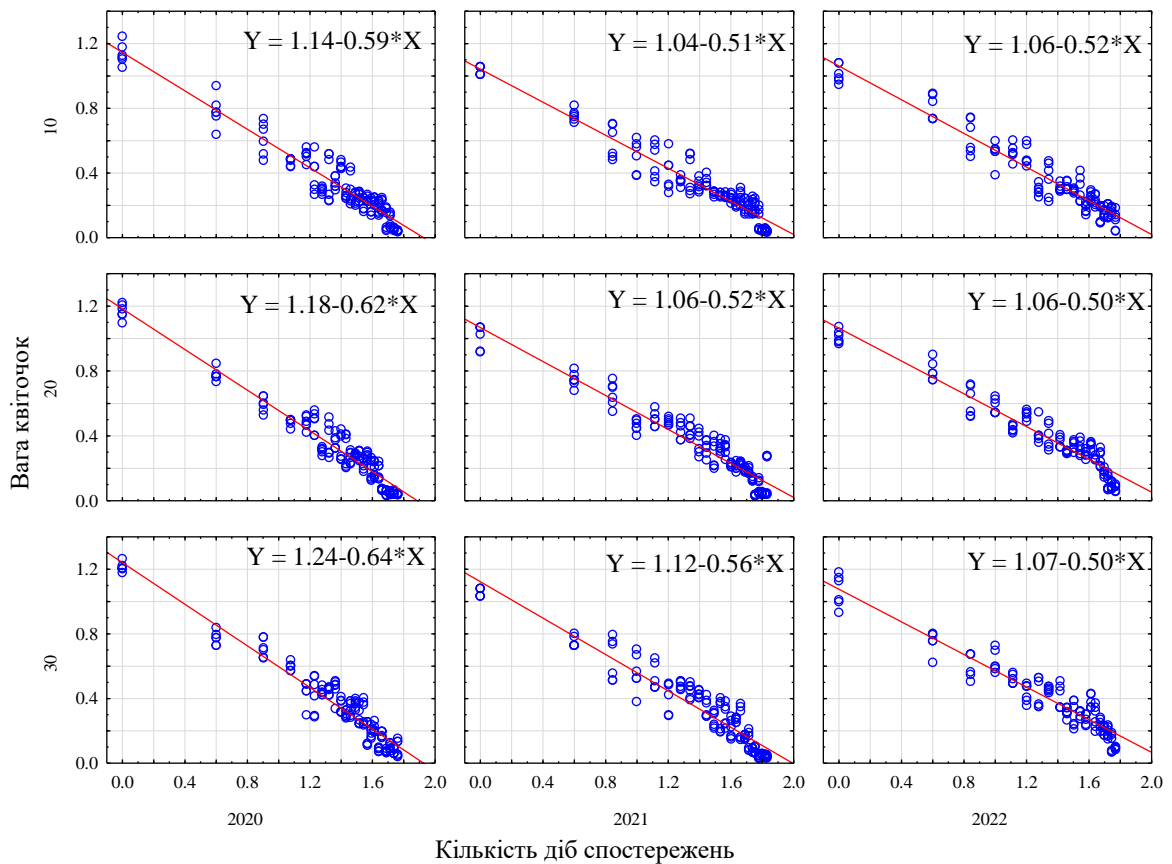 Y = 1.14-0.59*X
Y = 1.04-0.51*X
Y = 1.06-0.52*X
1.2
0.8
0.4
0.0
10
Y = 1.18-0.62*X
Y = 1.06-0.52*X
Y = 1.06-0.50*X
1.2
0.8
0.4
0.0
20
Вага квіточок
Y = 1.24-0.64*X
Y = 1.12-0.56*X
Y = 1.07-0.50*X
1.2
0.8
0.4
0.0
30
0.0 0.4 0.8 1.2 1.6 2.0
0.0 0.4 0.8 1.2 1.6 2.0
0.0 0.4 0.8 1.2 1.6 2.0
2020
2021
2022
Кількість діб спостережень